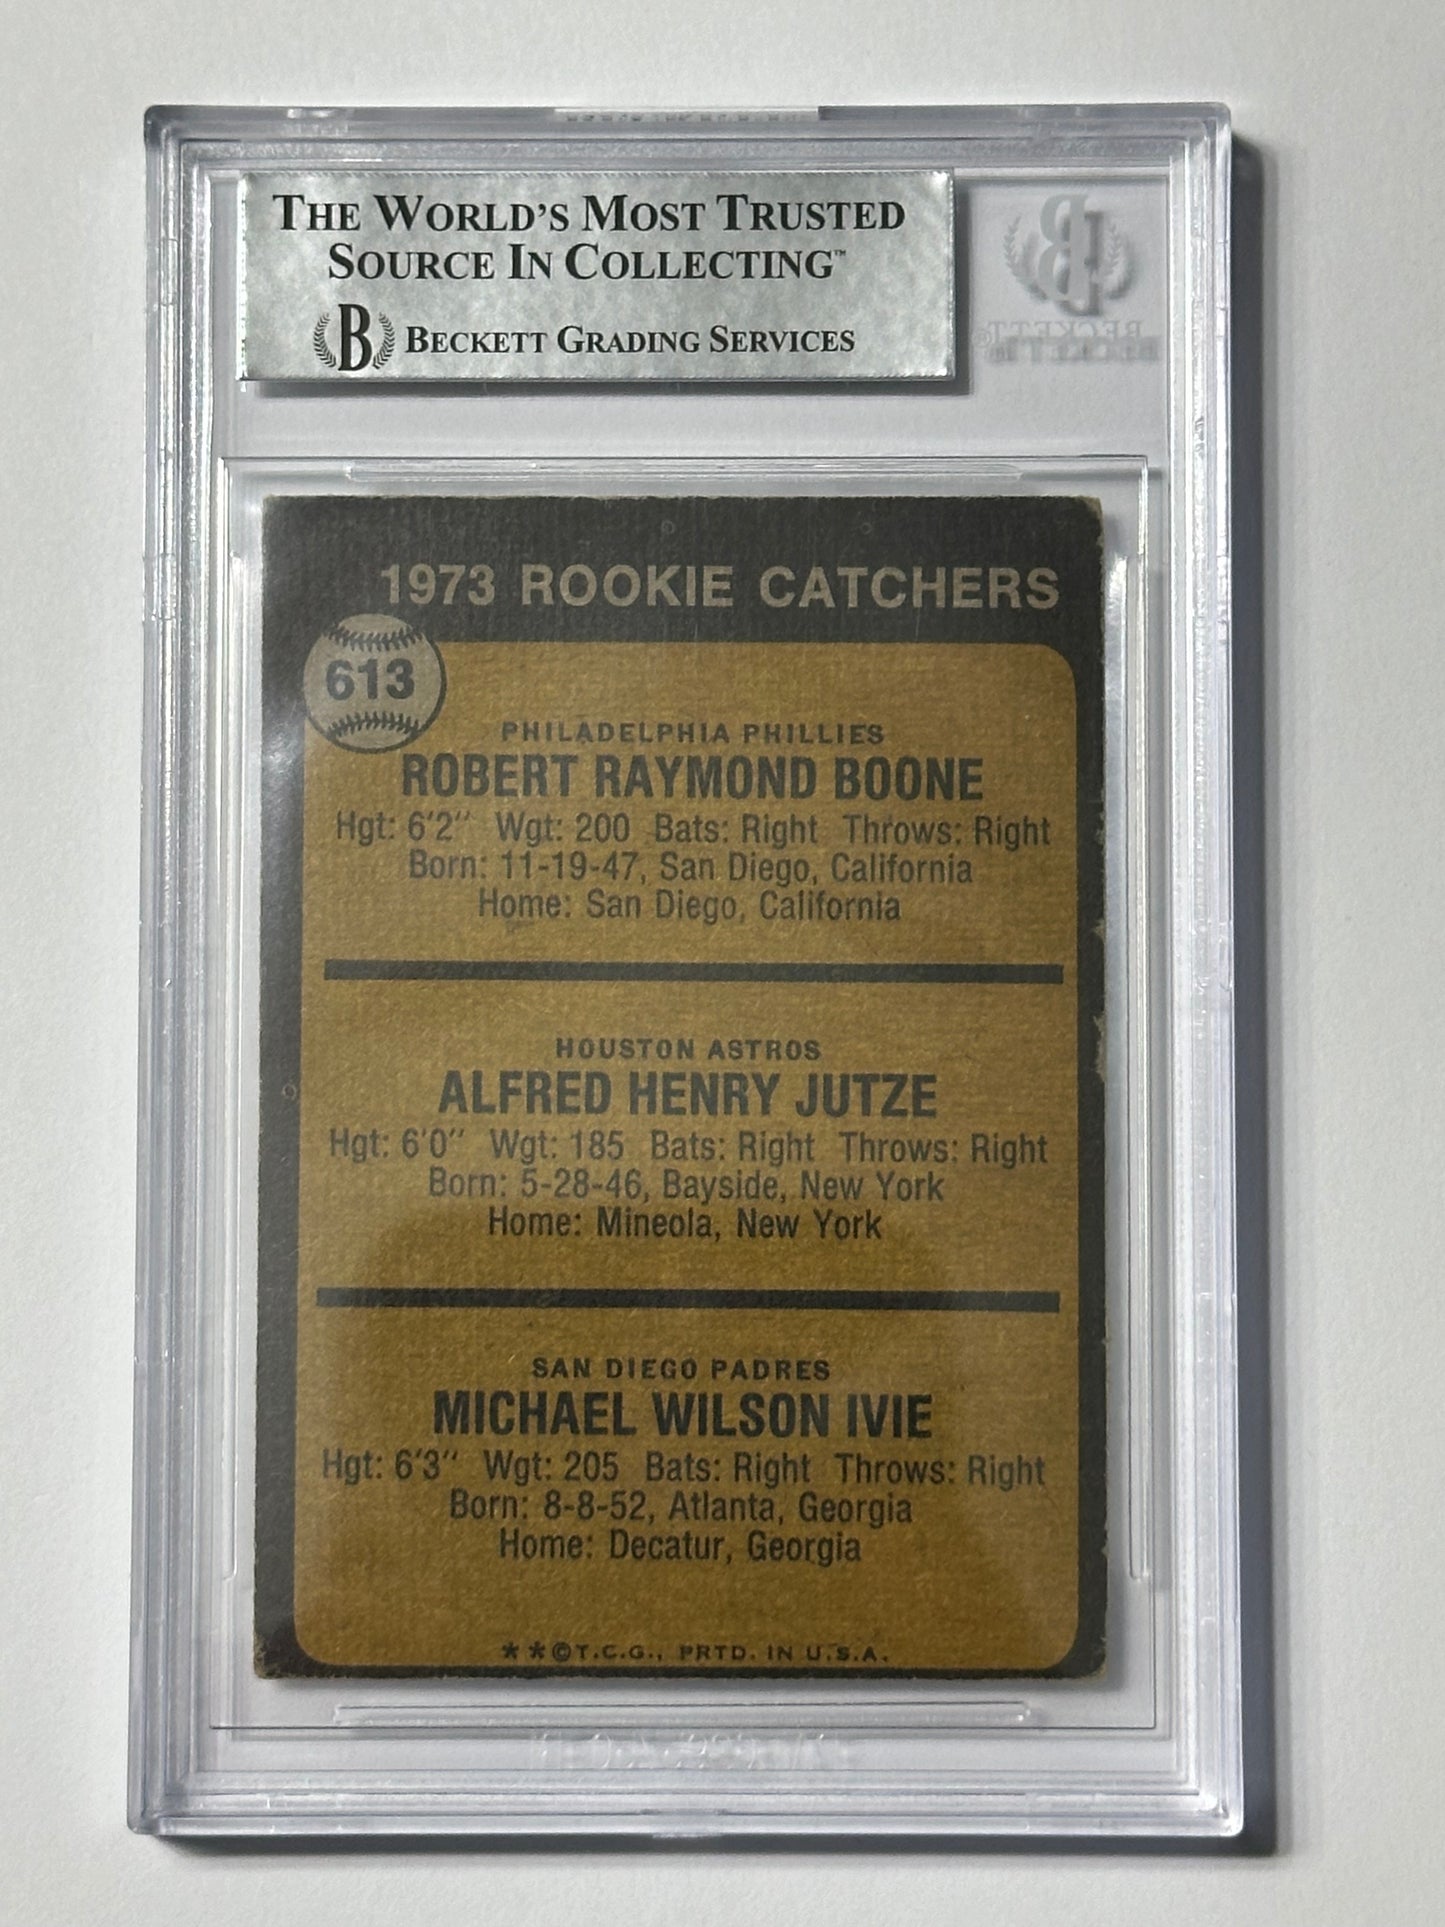 THE WORLD'S MOST TRUSTED
SOURCE IN COLLECTING™
B BECKETT GRADING SERVICES
BECKETT
1973 ROOKIE CATCHERS
613
PHILADELPHIA PHILLIES
ROBERT RAYMOND BOONE
Hgt: 6'2" Wgt: 200 Bats: Right Throws: Right
Born: 11-19-47, San Diego, California
Home: San Diego, California
HOUSTON ASTROS
ALFRED HENRY JUTZE
Hgt: 6'0" Wgt: 185 Bats: Right Throws: Right
Born: 5-28-46, Bayside, New York
Home: Mineola, New York
SAN DIEGO PADRES
MICHAEL WILSON IVIE
Hgt: 6'3" Wgt: 205 Bats: Right Throws: Right
Born: 8-8-52, Atlanta, Georgia
Home: Decatur, Georgia
**©T.C.G., PRTD. IN U.S.A.